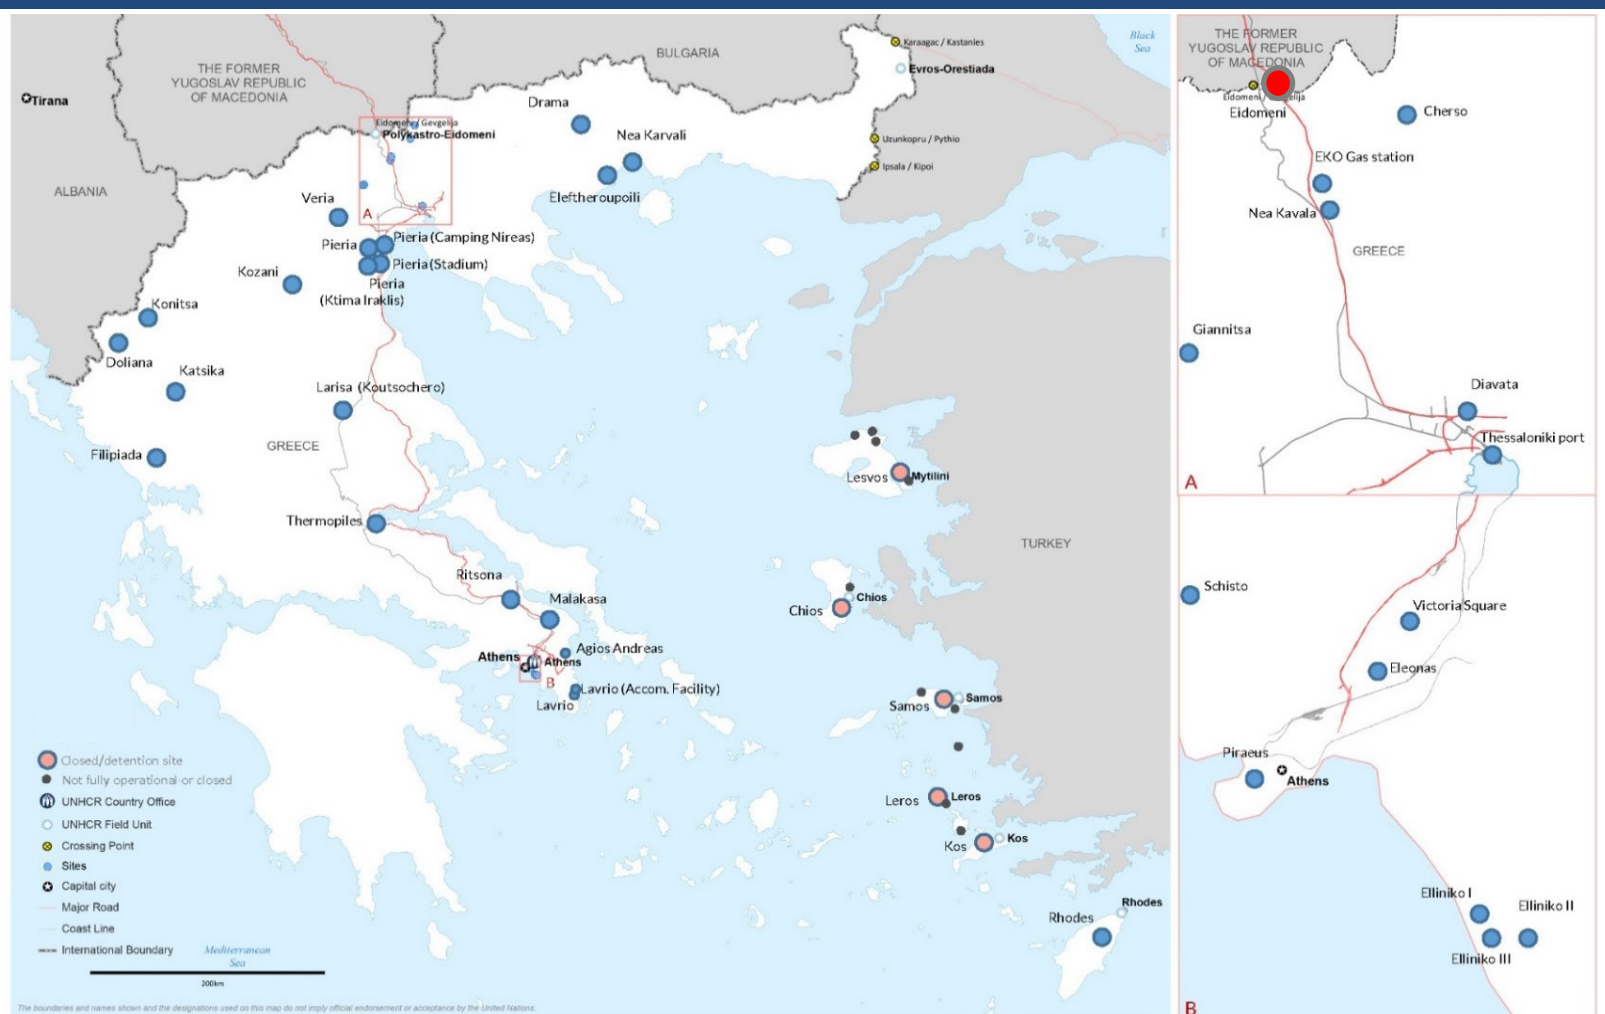 Black
Sea
Karaagac / Kastanies
BULGARIA
THE FORMER
YUGOSLAV REPUBLIC
OF MACEDONIA
Evros-Orestiada
Tirana
Drama
Eidomeni / Gevgelija
Polykastro-Eidomeni
Nea Karvali
Uzunkopru / Pythio
Ipsala / Kipoi
ALBANIA
Veria
Eleftheroupoili
A
Pieria
Pieria (Camping Nireas)
Pieria (Stadium)
Kozani
Pieria
(Ktima Iraklis)
Konitsa
Doliana
Katsika
Larisa (Koutsochero)
GREECE
Filipiada
Lesvos
Mytilini
Thermopiles
TURKEY
Ritsona
Malakasa
Chios
Chios
Agios Andreas
Athens
Athens
B
Lavrio (Accom. Facility)
Lavrio
Samos
Samos
Closed/detention site
Not fully operational or closed
UNHCR Country Office
UNHCR Field Unit
Crossing Point
Sites
Capital city
Major Road
Coast Line
International Boundary
Leros
Leros
Kos
Kos
Rhodes
Rhodes
Mediterranean
Sea
200km
The boundaries and names shown and the designations used on this map do not imply official endorsement or acceptance by the United Nations.
THE FORMER
YUGOSLAV REPUBLIC
OF MACEDONIA
Eidomeni
Cherso
EKO Gas station
Nea Kavala
GREECE
Giannitsa
Diavata
Thessaloniki port
A
Schisto
Victoria Square
Eleonas
Piraeus
Athens
Elliniko I
Elliniko II
Elliniko III
B